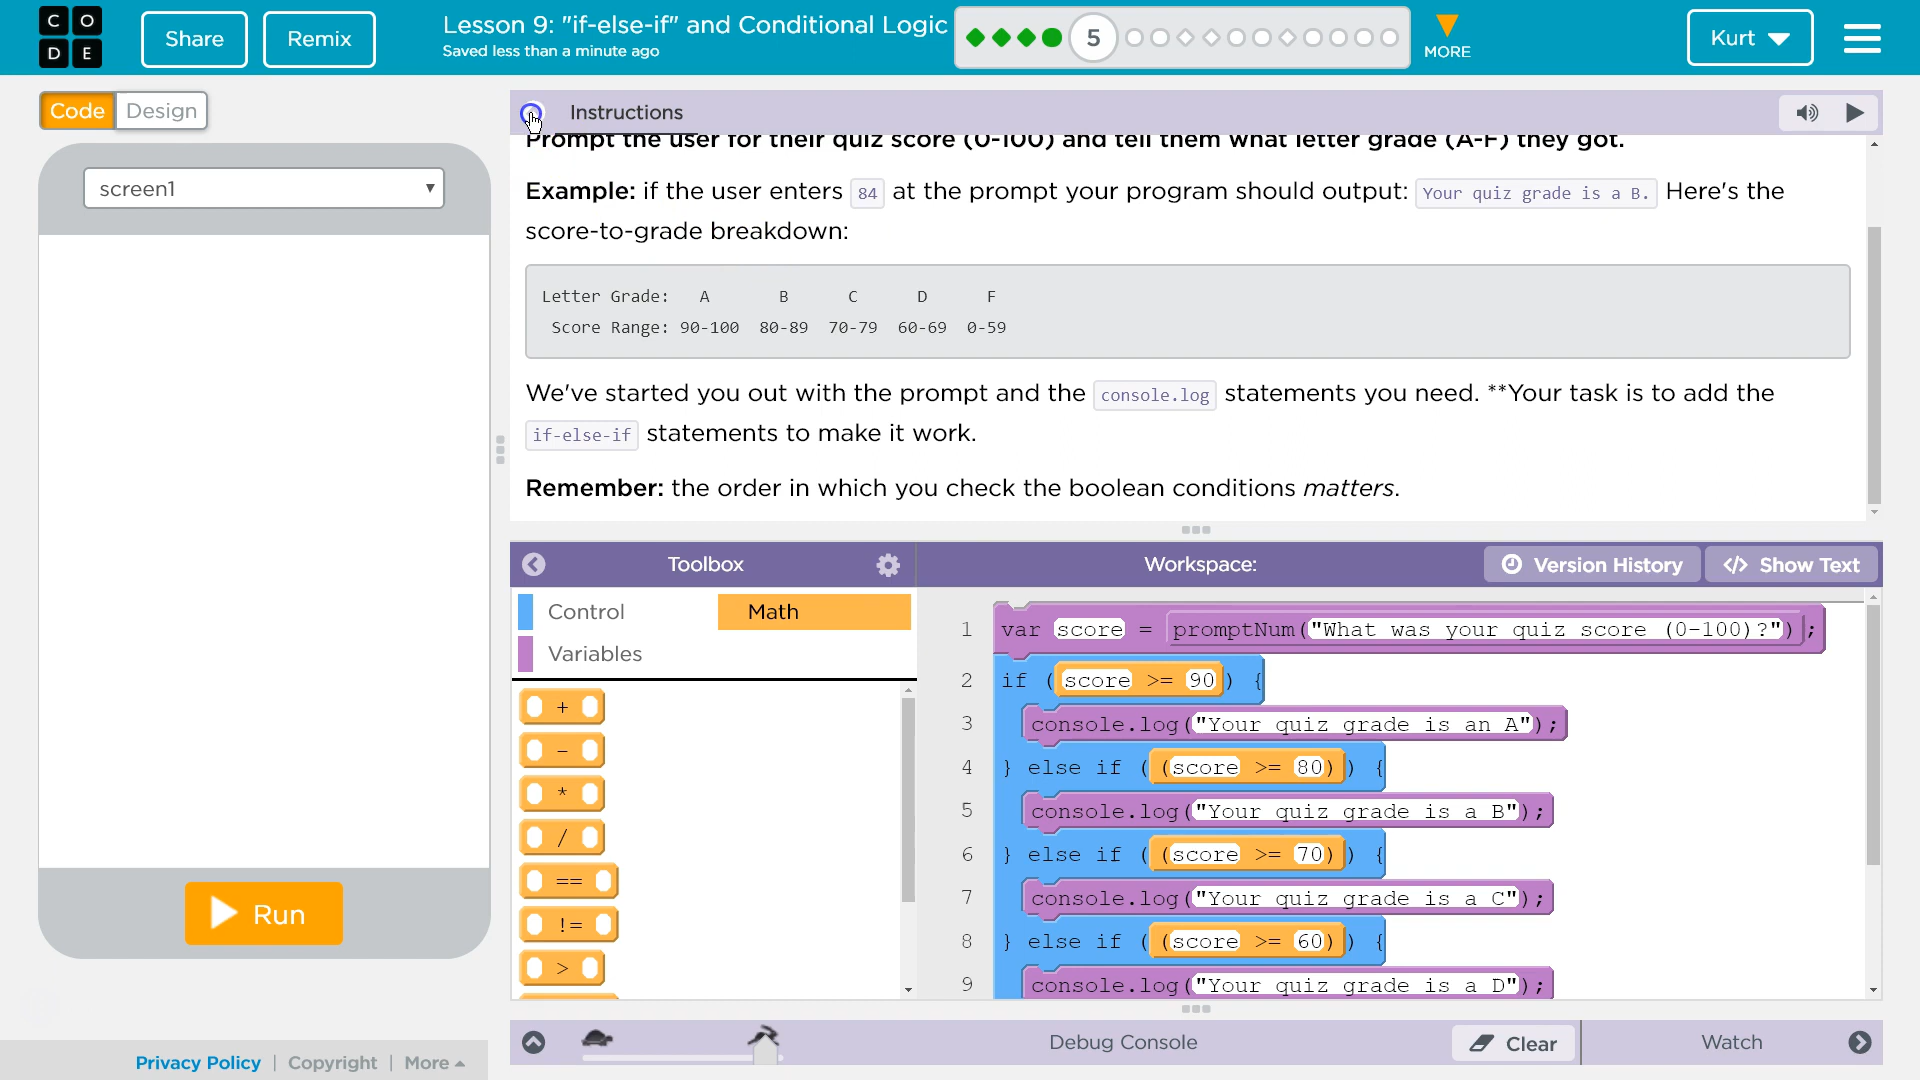 C O
D E
Share
Remix
Lesson 9: "if-else-if" and Conditional Logic
Saved less than a minute ago
5
MORE
Kurt
Code
Design
screen1
Run
Instructions
Prompt the user for their quiz score (0-100) and tell them what letter grade (A-F) they got.
Example: if the user enters 84 at the prompt your program should output: Your quiz grade is a B. Here's the
score-to-grade breakdown:
Letter Grade: A B C D F
Score Range: 90-100 80-89 70-79 60-69 0-59
We've started you out with the prompt and the console.log statements you need. **Your task is to add the
if-else-if statements to make it work.
Remember: the order in which you check the boolean conditions matters.
Toolbox
Workspace:
Version History
</> Show Text
Control
Math
Variables
+
-
*
/
==
!=
>
1 var score = promptNum("What was your quiz score (0-100)?");
2 if (score >= 90) {
3 console.log("Your quiz grade is an A");
4 } else if ((score >= 80)) {
5 console.log("Your quiz grade is a B");
6 } else if ((score >= 70)) {
7 console.log("Your quiz grade is a C");
8 } else if ((score >= 60)) {
9 console.log("Your quiz grade is a D");
Debug Console
Clear
Watch
Privacy Policy | Copyright | More